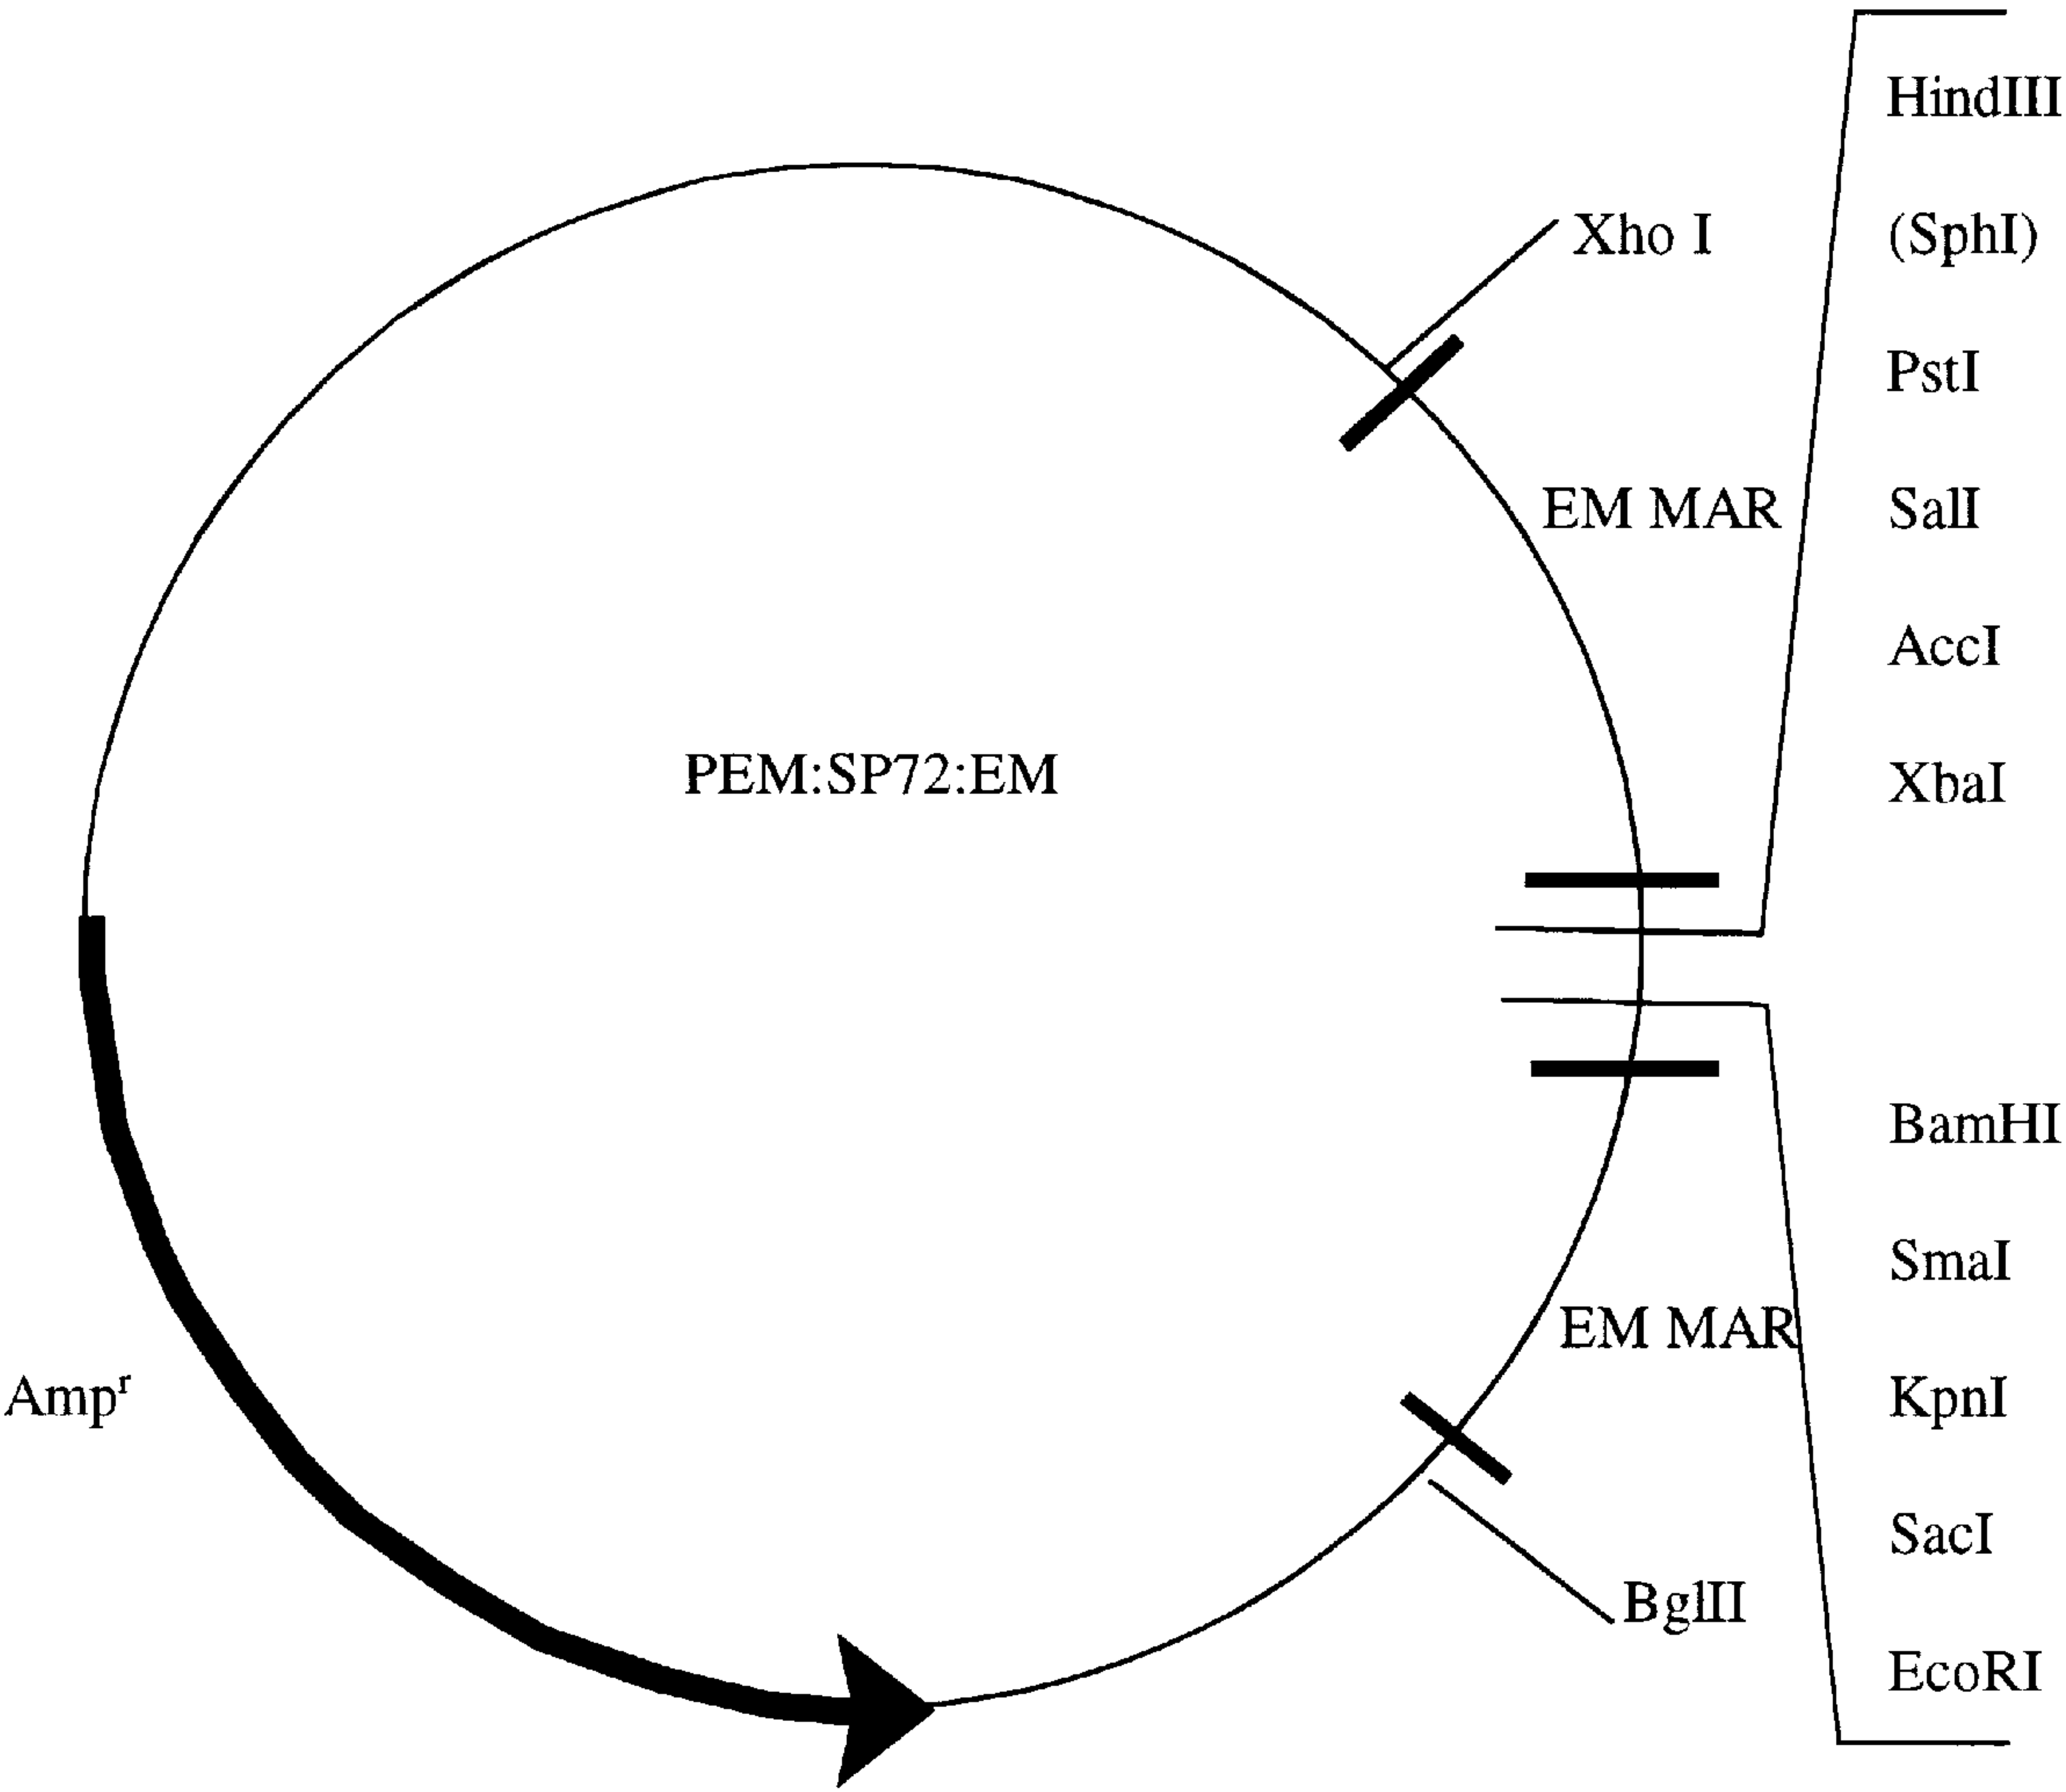 HindIII
Xho I
(SphI)
PstI
EM MAR
SalI
AccI
PEM:SP72:EM
XbaI
BamHI
SmaI
EM MAR
Ampʳ
KpnI
SacI
BglII
EcoRI